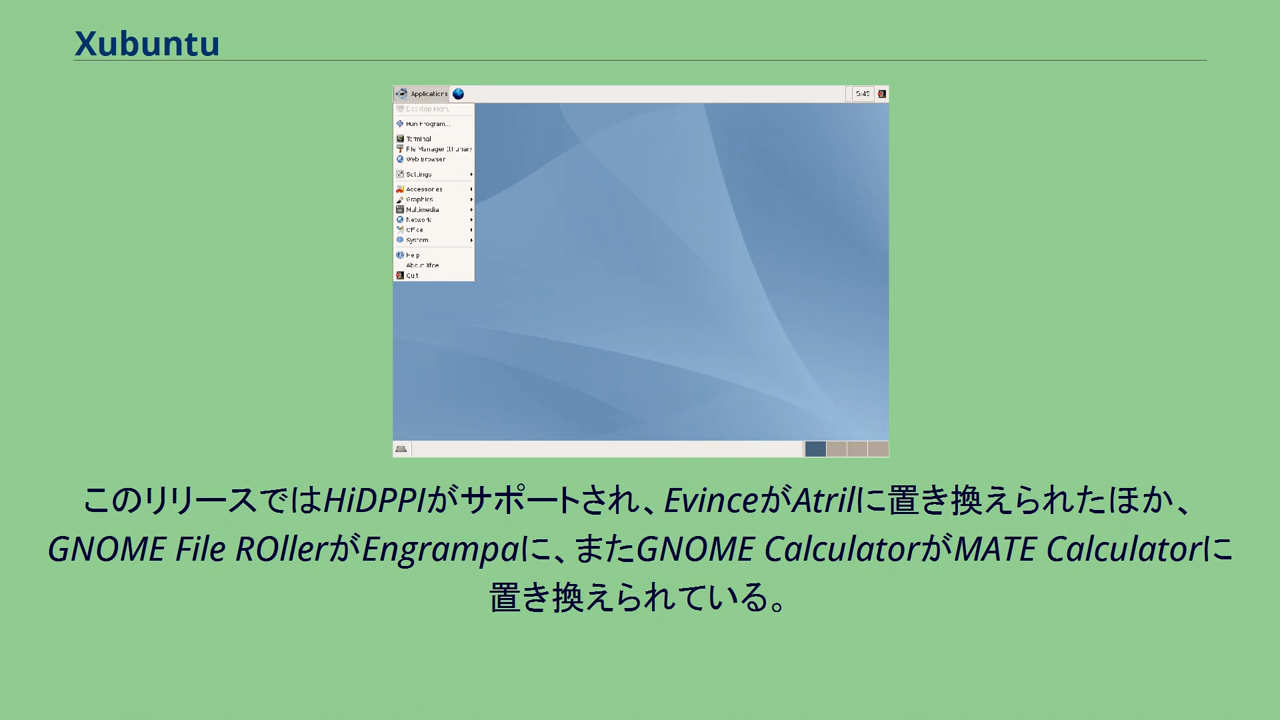 Xubuntu
Applications
5:45
Run Program...
Terminal
File Manager (Thunar)
Web Browser
Settings
Accessories
Graphics
Multimedia
Network
Office
System
Help
About Xfce
Quit
このリリースではHiDPPIがサポートされ、EvinceがAtrilに置き換えられたほか、
GNOME File ROllerがEngrampaに、またGNOME CalculatorがMATE Calculatorに
置き換えられている。